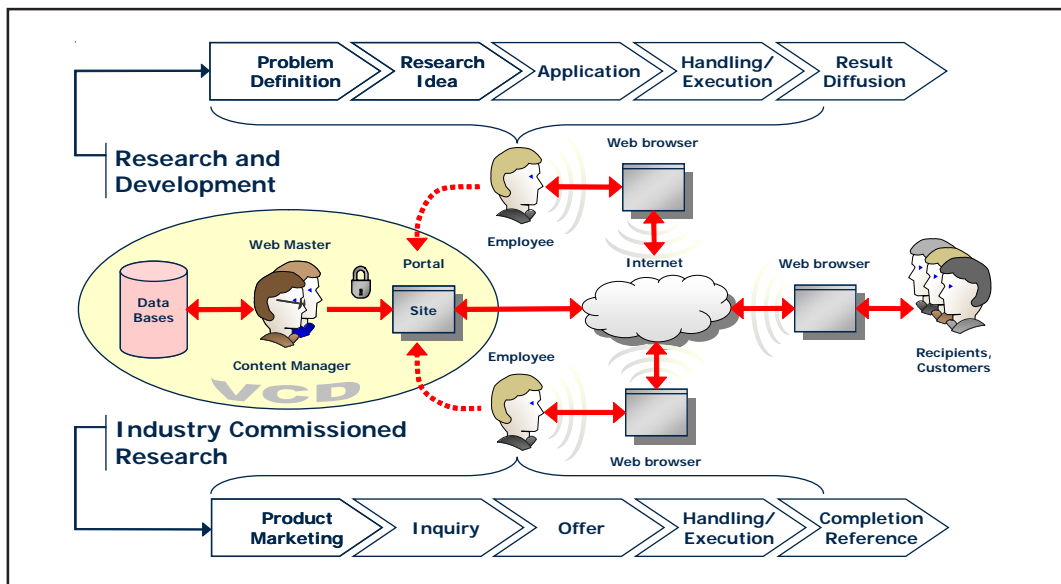 Problem
Definition
Research
Idea
Application
Handling/
Execution
Result
Diffusion
Research and
Development
Web browser
Employee
Web Master
Portal
Internet
Web browser
Data
Bases
Site
Content Manager
Employee
Recipients,
Customers
VCD
Industry Commissioned
Research
Web browser
Product
Marketing
Inquiry
Offer
Handling/
Execution
Completion
Reference